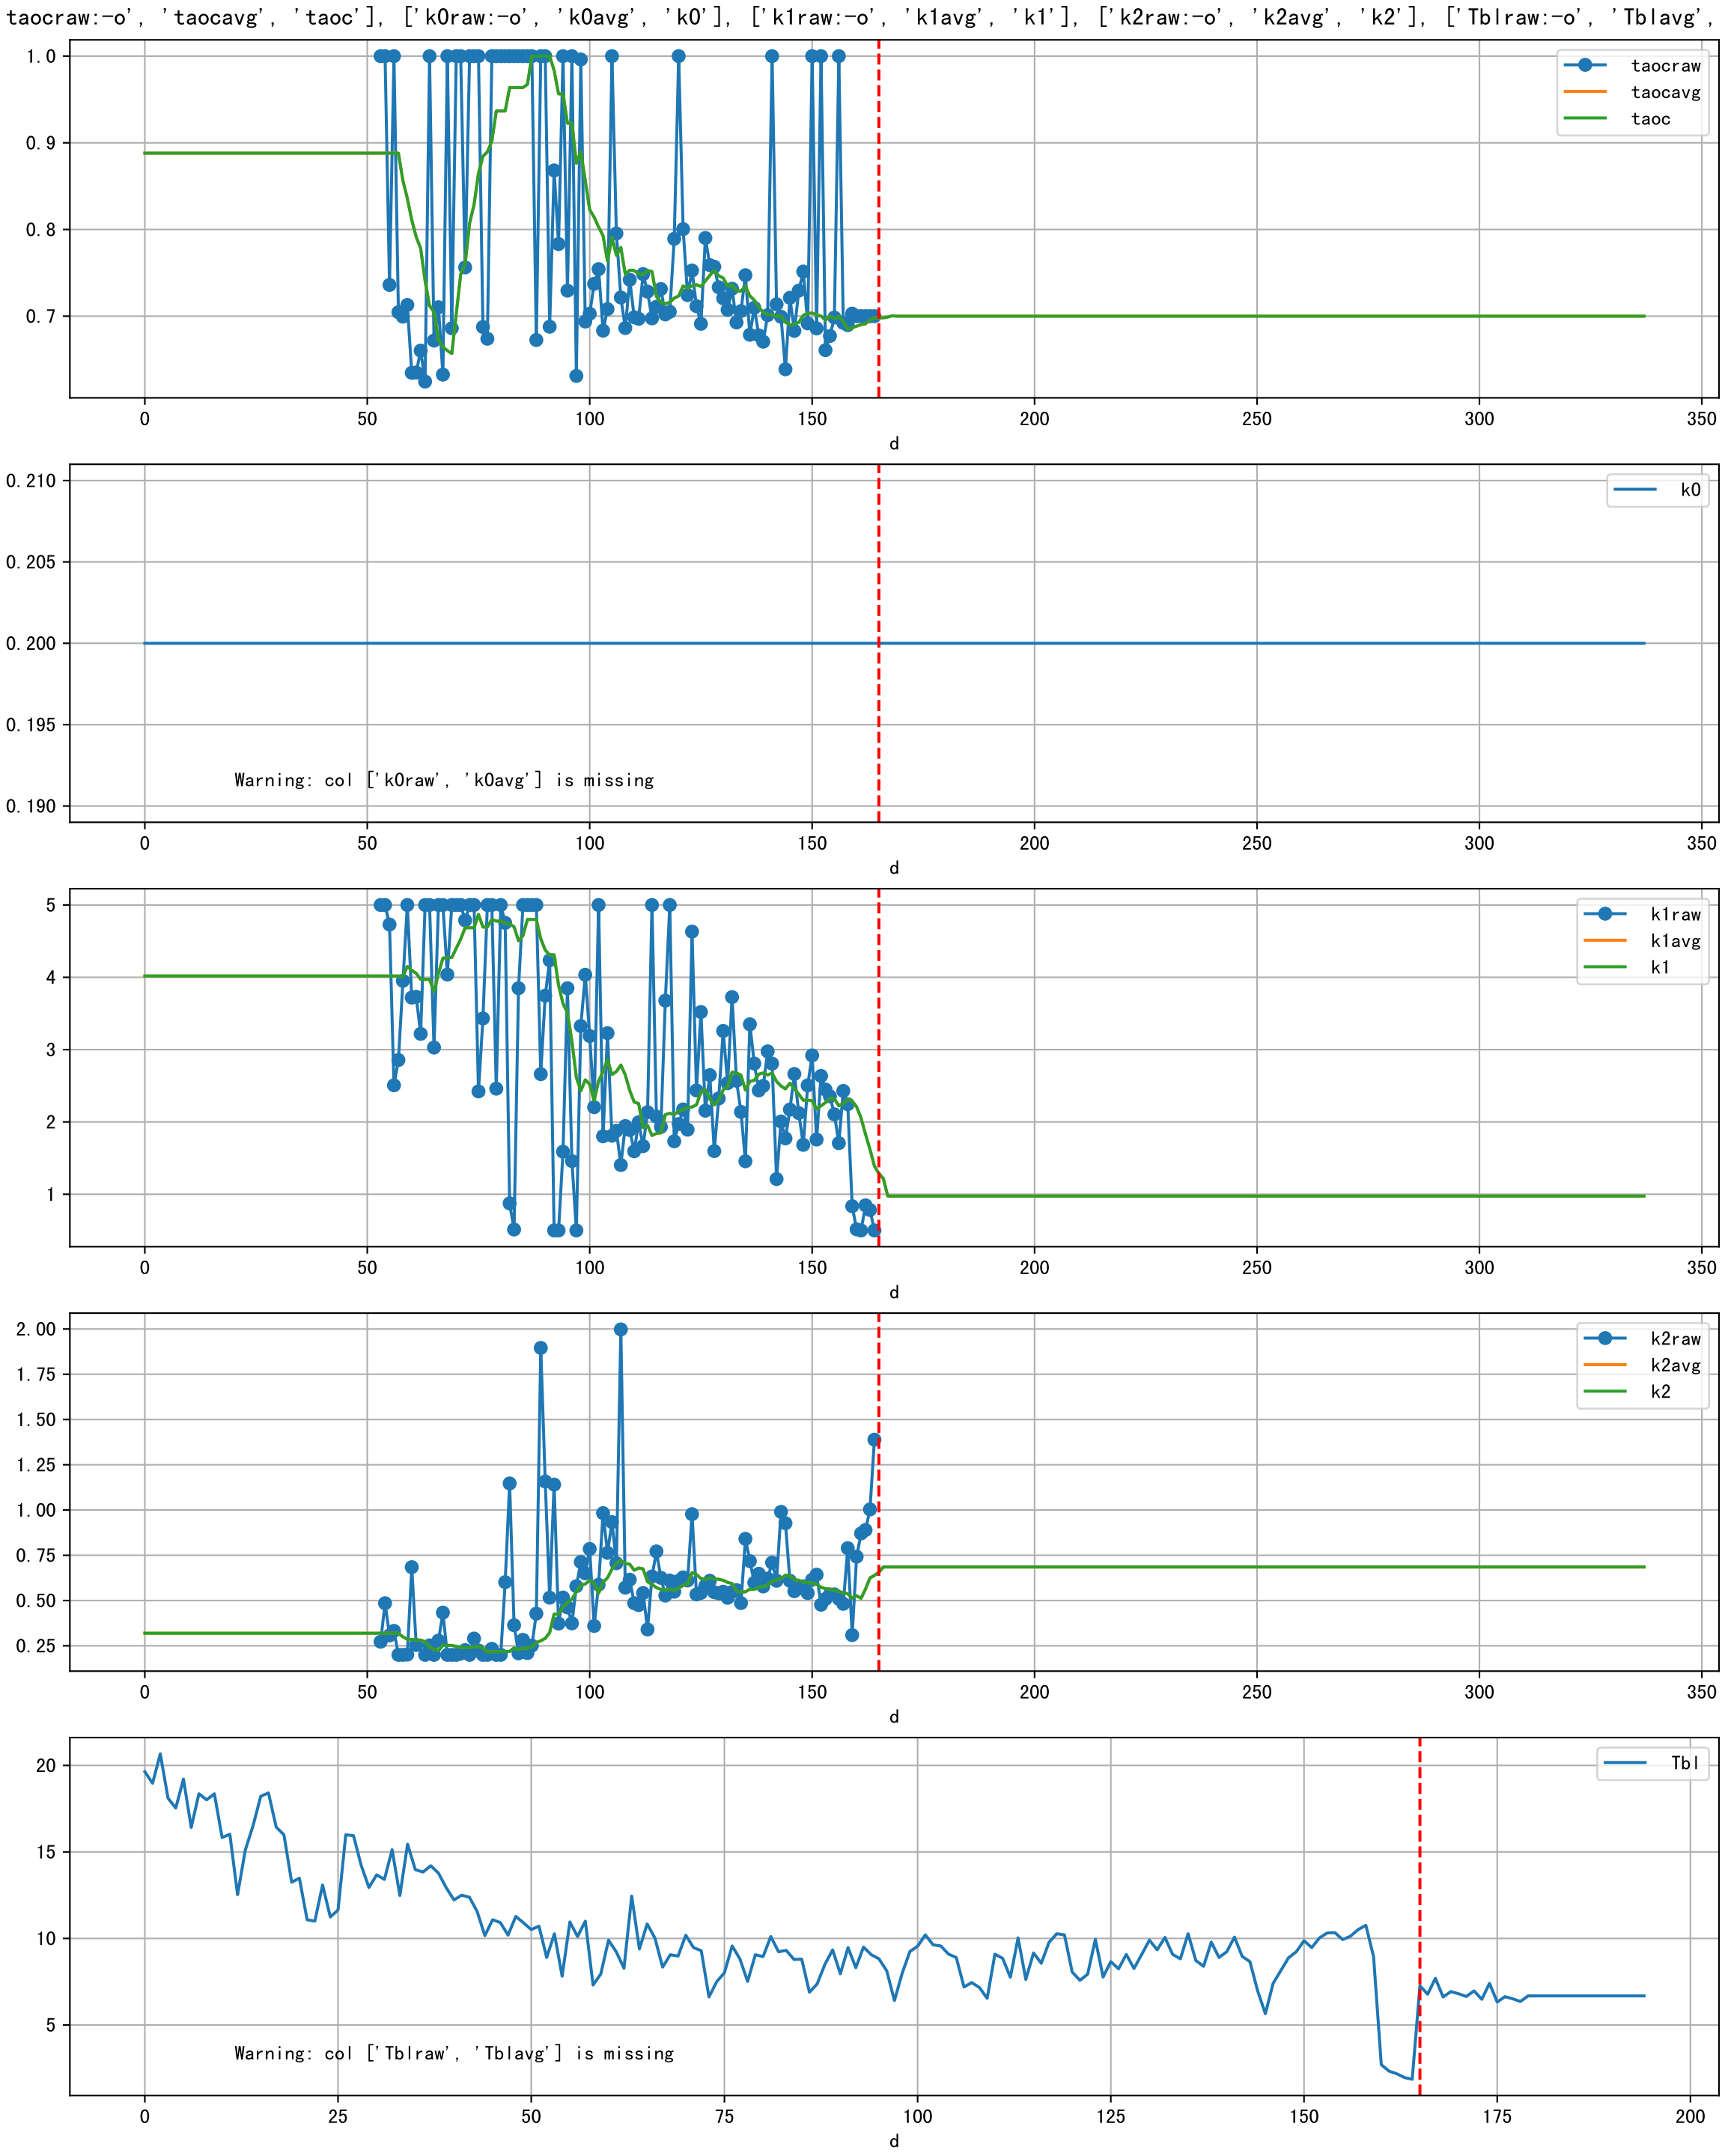 taocraw:-o', 'taocavg', 'taoc'], ['k0raw:-o', 'k0avg', 'k0'], ['k1raw:-o', 'k1avg', 'k1'], ['k2raw:-o', 'k2avg', 'k2'], ['Tblraw:-o', 'Tblavg',
1.0
0.9
0.8
0.7
taocraw
taocavg
taoc
0 50 100 150 200 250 300 350
d
0.210
0.205
0.200
0.195
0.190
k0
Warning: col ['k0raw', 'k0avg'] is missing
0 50 100 150 200 250 300 350
d
5
4
3
2
1
k1raw
k1avg
k1
0 50 100 150 200 250 300 350
d
2.00
1.75
1.50
1.25
1.00
0.75
0.50
0.25
k2raw
k2avg
k2
0 50 100 150 200 250 300 350
d
20
15
10
5
Tbl
Warning: col ['Tblraw', 'Tblavg'] is missing
0 25 50 75 100 125 150 175 200
d